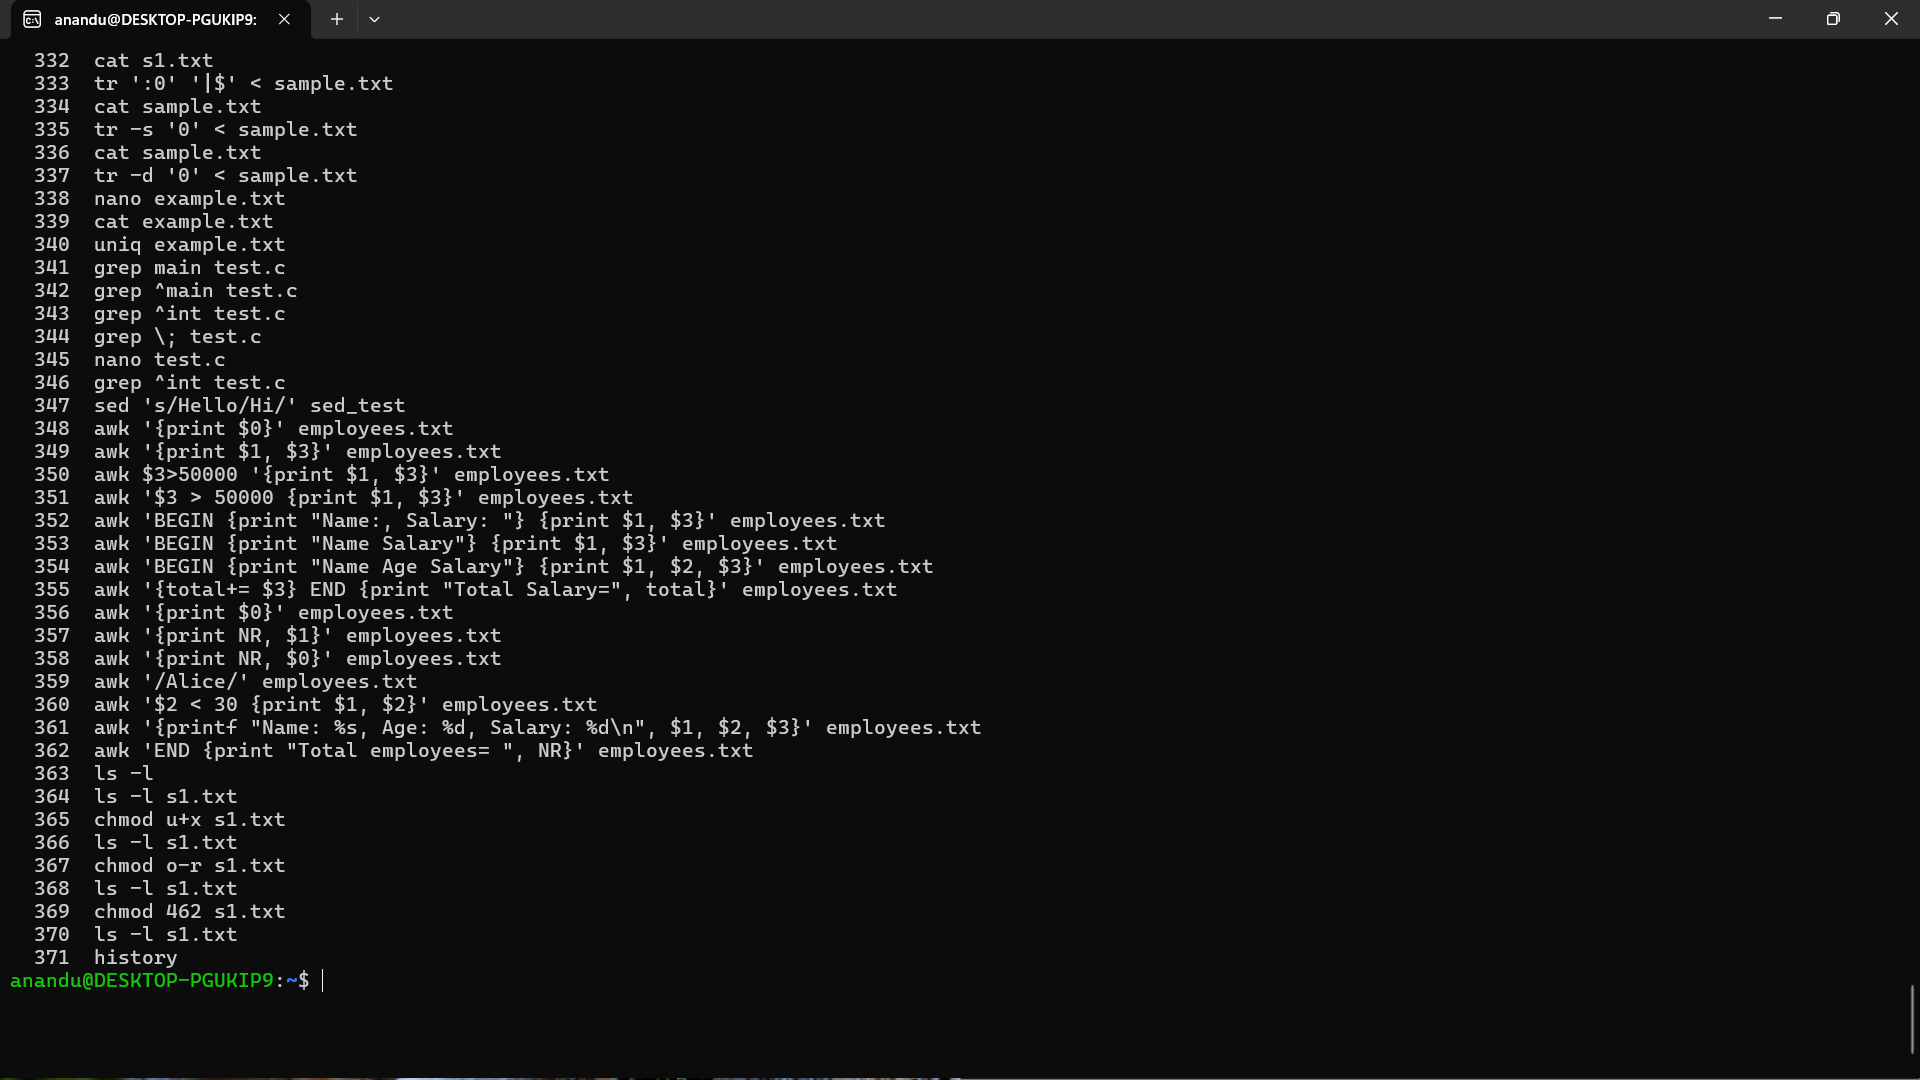 anandu@DESKTOP-PGUKIP9:
332  cat s1.txt
333  tr ':0' '|$' < sample.txt
334  cat sample.txt
335  tr -s '0' < sample.txt
336  cat sample.txt
337  tr -d '0' < sample.txt
338  nano example.txt
339  cat example.txt
340  uniq example.txt
341  grep main test.c
342  grep ^main test.c
343  grep ^int test.c
344  grep \; test.c
345  nano test.c
346  grep ^int test.c
347  sed 's/Hello/Hi/' sed_test
348  awk '{print $0}' employees.txt
349  awk '{print $1, $3}' employees.txt
350  awk $3>50000 '{print $1, $3}' employees.txt
351  awk '$3 > 50000 {print $1, $3}' employees.txt
352  awk 'BEGIN {print "Name:, Salary: "} {print $1, $3}' employees.txt
353  awk 'BEGIN {print "Name Salary"} {print $1, $3}' employees.txt
354  awk 'BEGIN {print "Name Age Salary"} {print $1, $2, $3}' employees.txt
355  awk '{total+= $3} END {print "Total Salary=", total}' employees.txt
356  awk '{print $0}' employees.txt
357  awk '{print NR, $1}' employees.txt
358  awk '{print NR, $0}' employees.txt
359  awk '/Alice/' employees.txt
360  awk '$2 < 30 {print $1, $2}' employees.txt
361  awk '{printf "Name: %s, Age: %d, Salary: %d\n", $1, $2, $3}' employees.txt
362  awk 'END {print "Total employees= ", NR}' employees.txt
363  ls -l
364  ls -l s1.txt
365  chmod u+x s1.txt
366  ls -l s1.txt
367  chmod o-r s1.txt
368  ls -l s1.txt
369  chmod 462 s1.txt
370  ls -l s1.txt
371  history
anandu@DESKTOP-PGUKIP9:~$